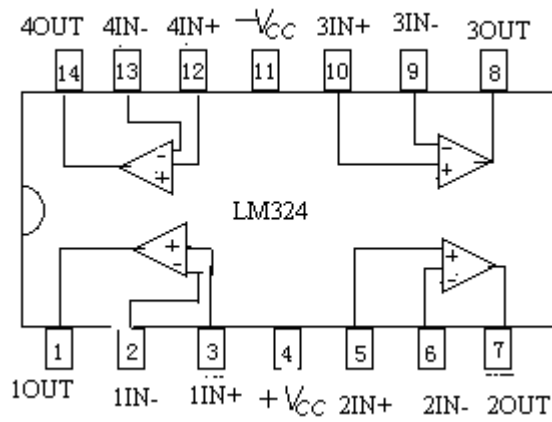 4OUT 4IN- 4IN+ -VCC 3IN+ 3IN- 3OUT
14 13 12 11 10 9 8
- - 
+ +
LM324
+ +
- -
1 2 3 4 5 6 7
1OUT 1IN- 1IN+ +VCC 2IN+ 2IN- 2OUT